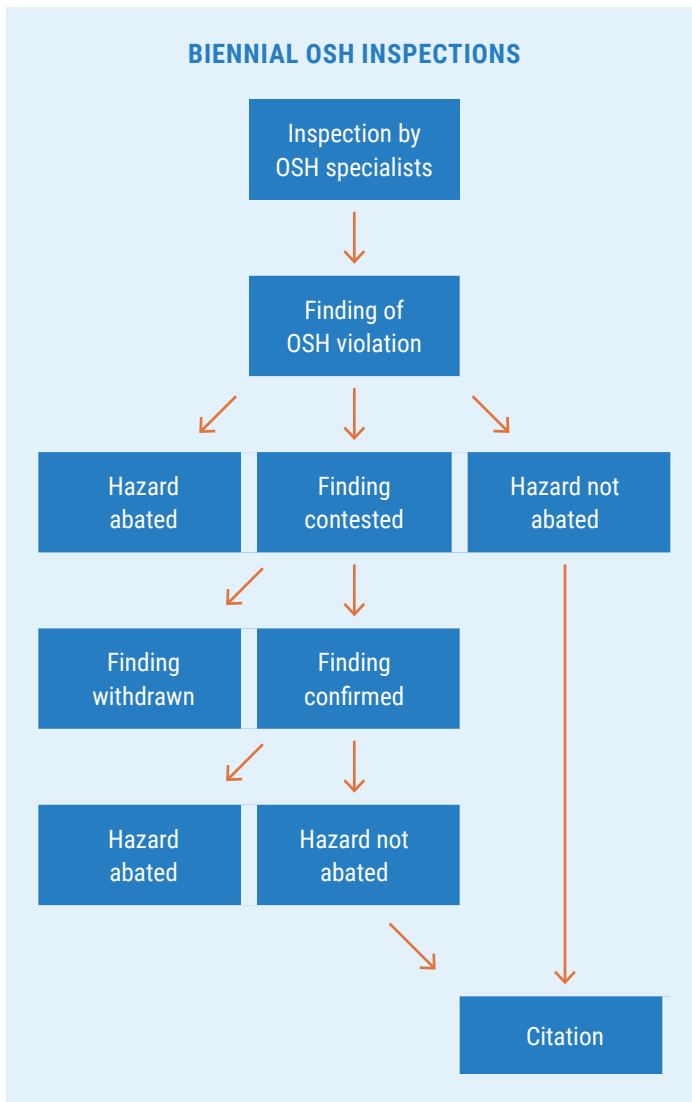 BIENNIAL OSH INSPECTIONS
Inspection by
OSH specialists
Finding of
OSH violation
Hazard
abated
Finding
contested
Hazard not
abated
Finding
withdrawn
Finding
confirmed
Hazard
abated
Hazard not
abated
Citation